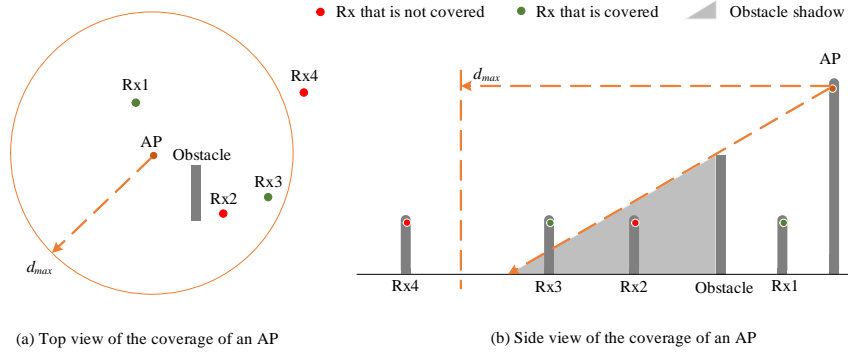 Rx that is not covered
Rx that is covered
Obstacle shadow
Rx4
Rx1
AP
Obstacle
Rx3
Rx2
dmax
(a) Top view of the coverage of an AP
AP
dmax
Rx4
Rx3
Rx2
Obstacle
Rx1
(b) Side view of the coverage of an AP